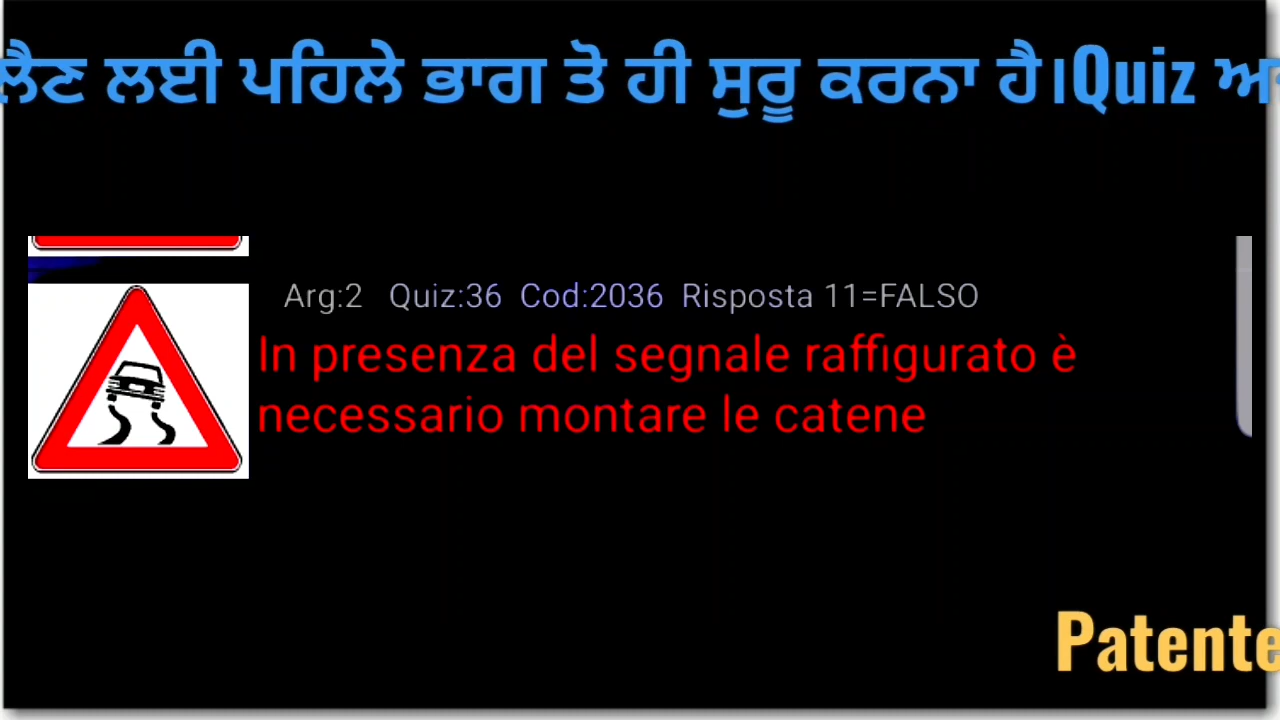 ਲੈਣ ਲਈ ਪਹਿਲੇ ਭਾਗ ਤੋ ਹੀ ਸੁਰੂ ਕਰਨਾ ਹੈ।Quiz
Arg:2 Quiz:36 Cod:2036 Risposta 11=FALSO
In presenza del segnale raffigurato è
necessario montare le catene
Patente